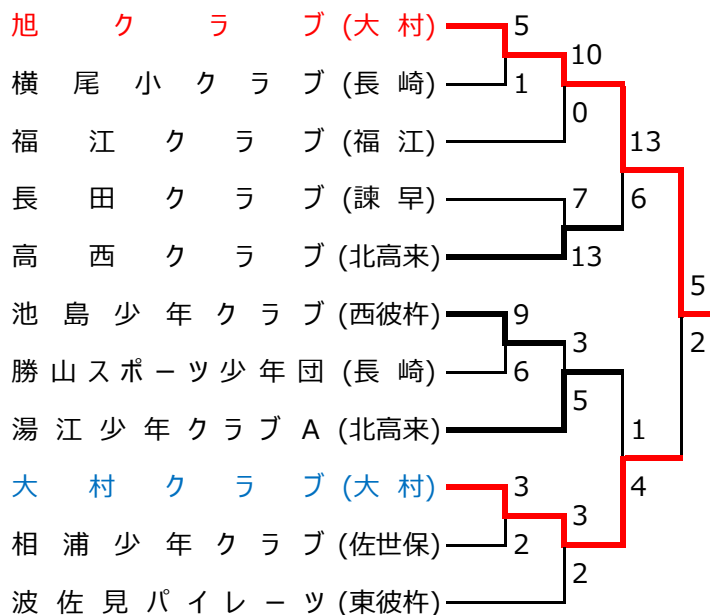 旭クラブ(大村)
横尾小クラブ(長崎)
福江クラブ(福江)
長田クラブ(諫早)
高西クラブ(北高来)
池島少年クラブ(西彼杵)
勝山スポーツ少年団(長崎)
湯江少年クラブA(北高来)
大村クラブ(大村)
相浦少年クラブ(佐世保)
波佐見パイレーツ(東彼杵)
5
1
10
0
7
13
13
6
9
6
3
5
3
2
3
2
1
4
5
2